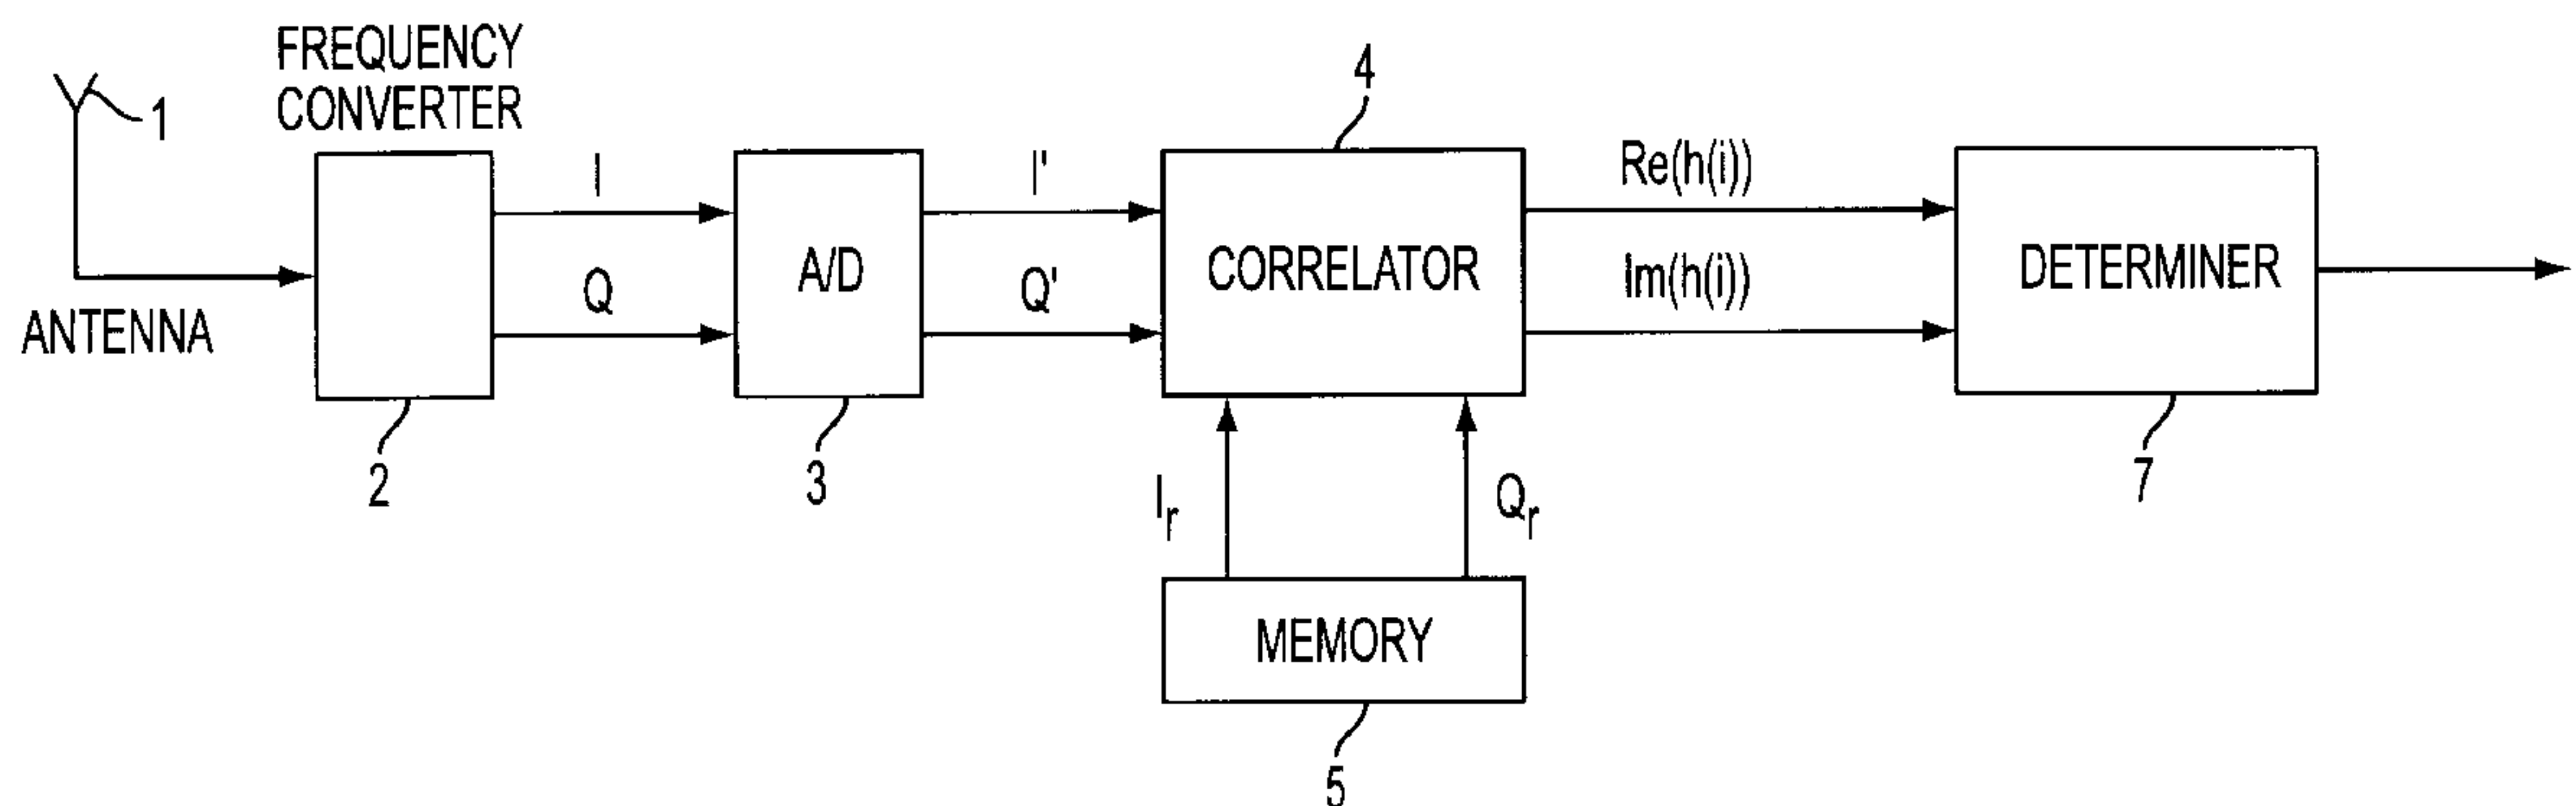 FREQUENCY
CONVERTER
1
4
I
I'
Re(h(i))
Q
A/D
Q'
CORRELATOR
Im(h(i))
DETERMINER
ANTENNA
2
3
7
Ir
Qr
MEMORY
5